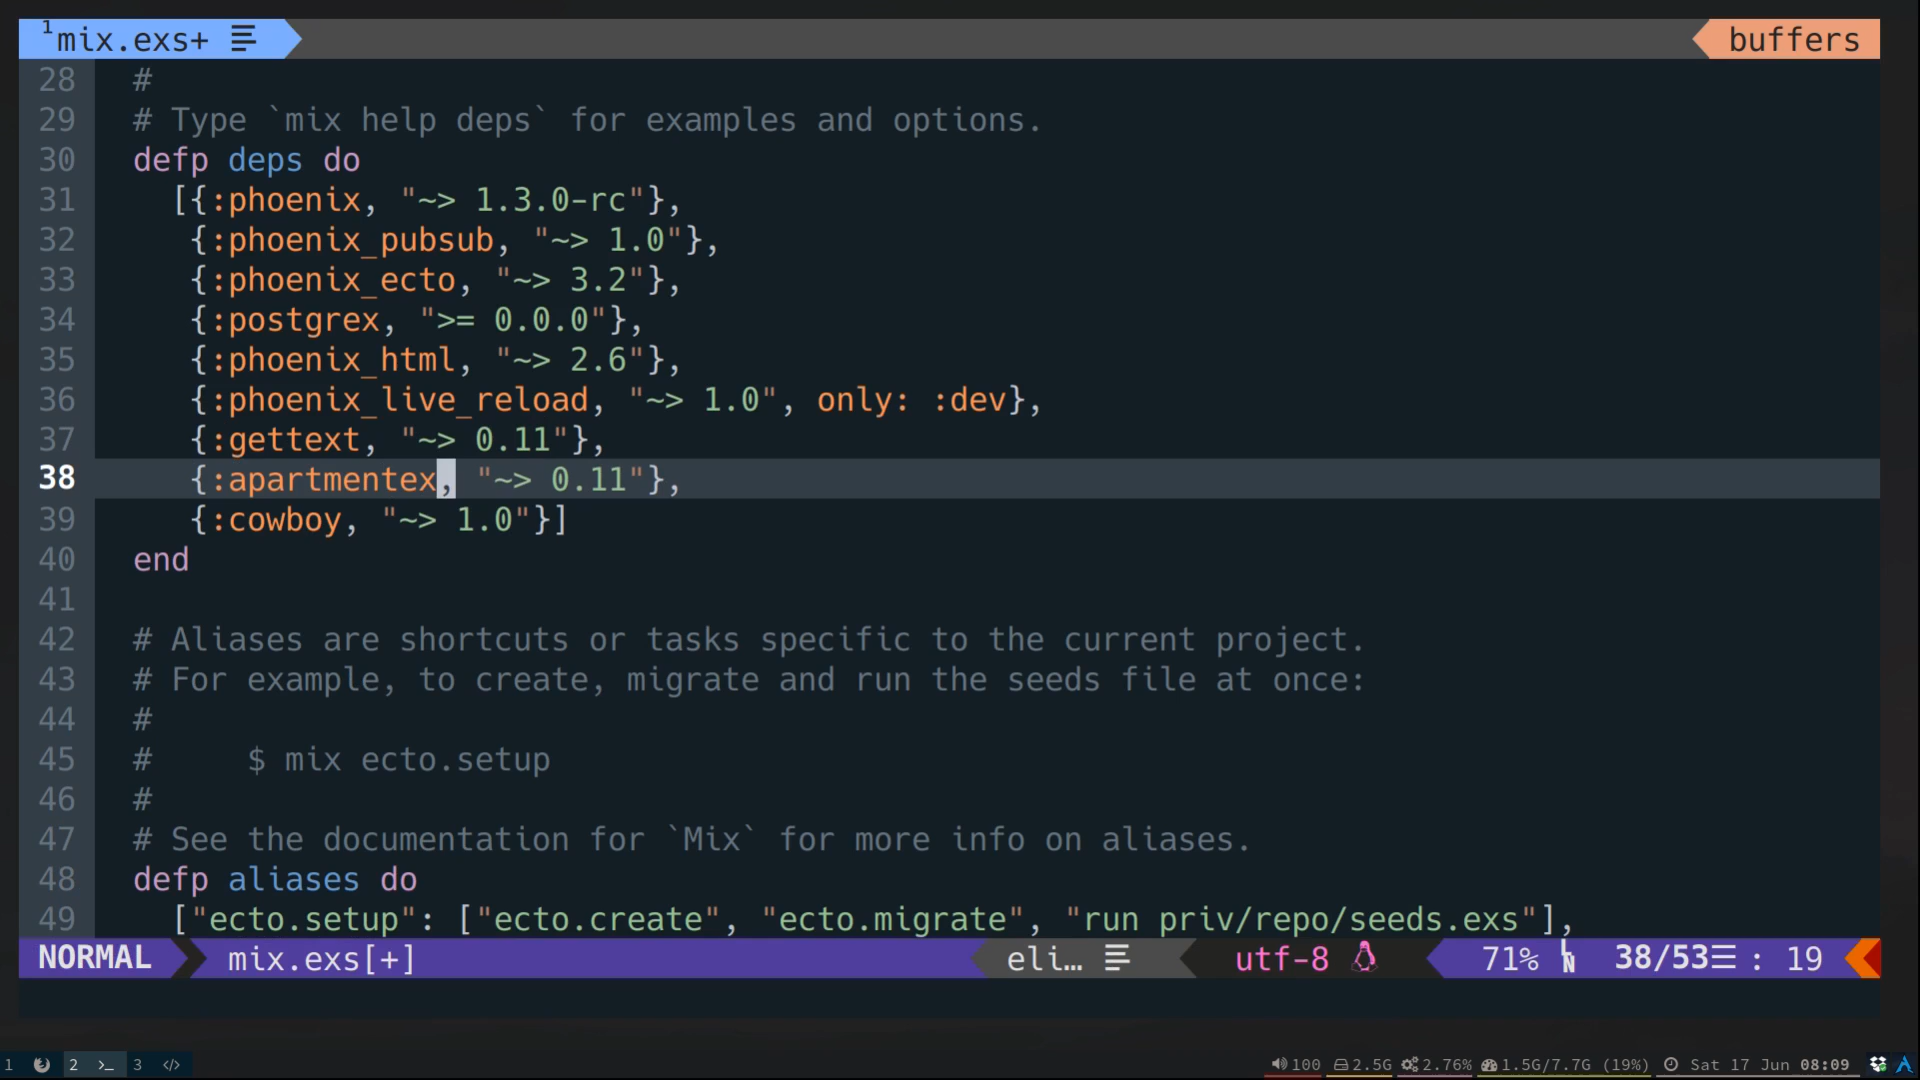 1 mix.exs+ buffers
28 #
29 # Type `mix help deps` for examples and options.
30 defp deps do
31 [{:phoenix, "~> 1.3.0-rc"},
32 {:phoenix_pubsub, "~> 1.0"},
33 {:phoenix_ecto, "~> 3.2"},
34 {:postgrex, ">= 0.0.0"},
35 {:phoenix_html, "~> 2.6"},
36 {:phoenix_live_reload, "~> 1.0", only: :dev},
37 {:gettext, "~> 0.11"},
38 {:apartmentex, "~> 0.11"},
39 {:cowboy, "~> 1.0"}]
40 end
41
42 # Aliases are shortcuts or tasks specific to the current project.
43 # For example, to create, migrate and run the seeds file at once:
44 #
45 # $ mix ecto.setup
46 #
47 # See the documentation for `Mix` for more info on aliases.
48 defp aliases do
49 ["ecto.setup": ["ecto.create", "ecto.migrate", "run priv/repo/seeds.exs"],
NORMAL mix.exs[+] eli… utf-8 71% LN 38/53☰ : 19
1 2 >_ 3 </> 100 2.5G 2.76% 1.5G/7.7G (19%) Sat 17 Jun 08:09